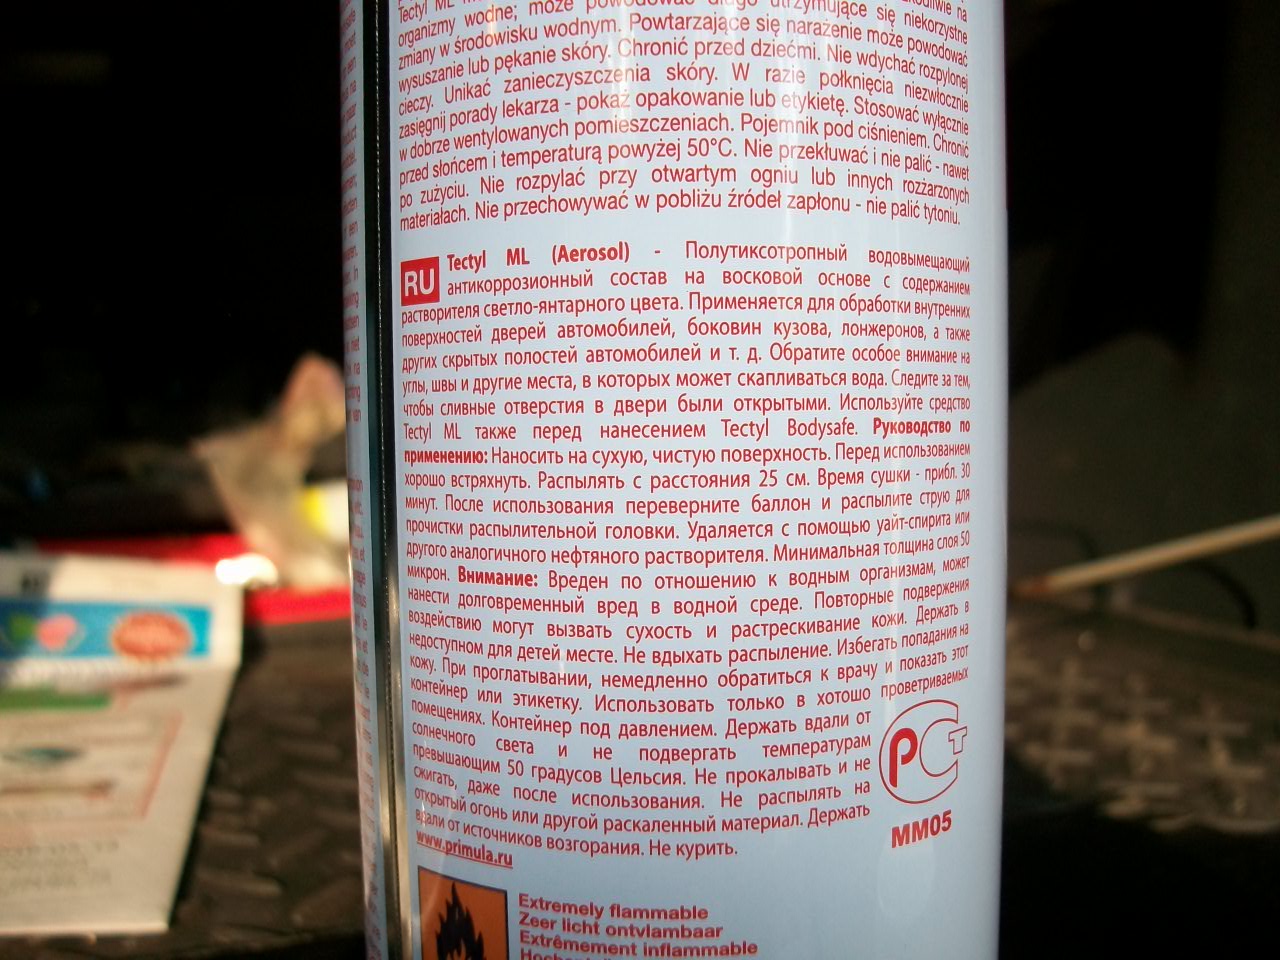 Tectyl ML
organizmy wodne; może powodować długo utrzymujące się niekorzystne
zmiany w środowisku wodnym. Powtarzające się narażenie może powodować
wysuszanie lub pękanie skóry. Chronić przed dziećmi. Nie wdychać rozpylonej
cieczy. Unikać zanieczyszczenia skóry. W razie połknięcia niezwłocznie
zasięgnij porady lekarza - pokaż opakowanie lub etykietę. Stosować wyłącznie
w dobrze wentylowanych pomieszczeniach. Pojemnik pod ciśnieniem. Chronić
przed słońcem i temperaturą powyżej 50°C. Nie przekłuwać i nie palić - nawet
po zużyciu. Nie rozpylać przy otwartym ogniu lub innych rozżarzonych
materiałach. Nie przechowywać w pobliżu źródeł zapłonu - nie palić tytoniu.
RU Tectyl ML (Aerosol) - Полутиксотропный водовымещающий
антикоррозионный состав на восковой основе с содержанием
растворителя светло-янтарного цвета. Применяется для обработки внутренних
поверхностей дверей автомобилей, боковин кузова, лонжеронов, а также
других скрытых полостей автомобилей и т. д. Обратите особое внимание на
углы, швы и другие места, в которых может скапливаться вода. Следите за тем,
чтобы сливные отверстия в двери были открытыми. Используйте средство
Tectyl ML также перед нанесением Tectyl Bodysafe. Руководство по
применению: Наносить на сухую, чистую поверхность. Перед использованием
хорошо встряхнуть. Распылять с расстояния 25 см. Время сушки - прибл. 30
минут. После использования переверните баллон и распылите струю для
прочистки распылительной головки. Удаляется с помощью уайт-спирита или
другого аналогичного нефтяного растворителя. Минимальная толщина слоя 50
микрон. Внимание: Вреден по отношению к водным организмам, может
нанести долговременный вред в водной среде. Повторные подвержения
воздействию могут вызвать сухость и растрескивание кожи. Держать в
недоступном для детей месте. Не вдыхать распыление. Избегать попадания на
кожу. При проглатывании, немедленно обратиться к врачу и показать этот
контейнер или этикетку. Использовать только в хотошо проветриваемых
помещениях. Контейнер под давлением. Держать вдали от
солнечного света и не подвергать температурам
превышающим 50 градусов Цельсия. Не прокалывать и не
сжигать, даже после использования. Не распылять на
открытый огонь или другой раскаленный материал. Держать
вдали от источников возгорания. Не курить.
www.primula.ru
РСТ
MM05
Extremely flammable
Zeer licht ontvlambaar
Extrêmement inflammable